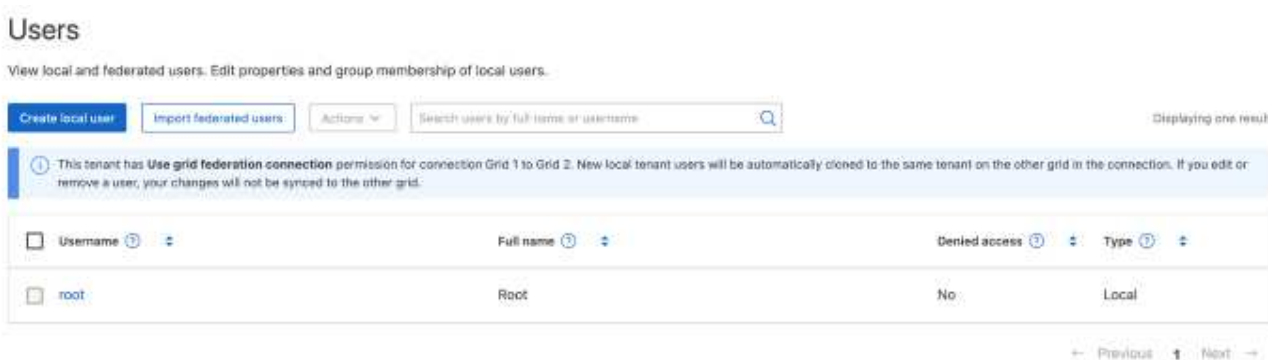 Users
View local and federated users. Edit properties and group membership of local users.
Create local user Import federated users Actions Search users by full name or username Displaying one result
This tenant has Use grid federation connection permission for connection Grid 1 to Grid 2. New local tenant users will be automatically cloned to the same tenant on the other grid in the connection. If you edit or
remove a user, your changes will not be synced to the other grid.
Username Full name Denied access Type
root Root No Local
← Previous 1 Next →